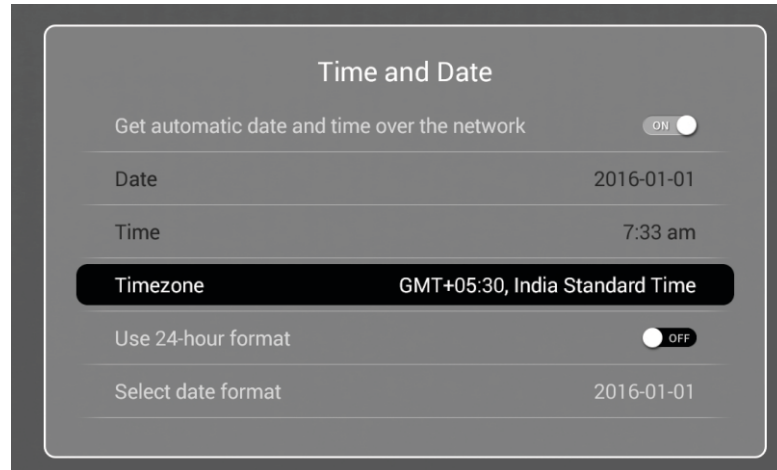 Time and Date
Get automatic date and time over the network ON
Date 2016-01-01
Time 7:33 am
Timezone GMT+05:30, India Standard Time
Use 24-hour format OFF
Select date format 2016-01-01